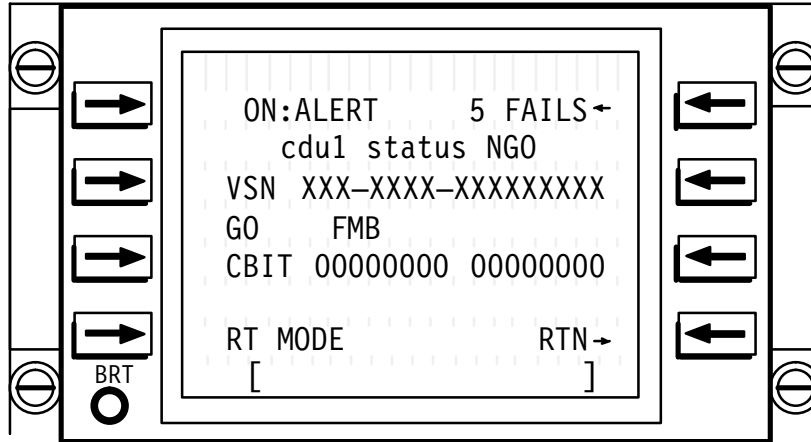 ON:ALERT 5 FAILS←
cdu1 status NGO
VSN XXX–XXXX–XXXXXXXXX
GO FMB
CBIT 00000000 00000000
RT MODE RTN→
[ ]
BRT